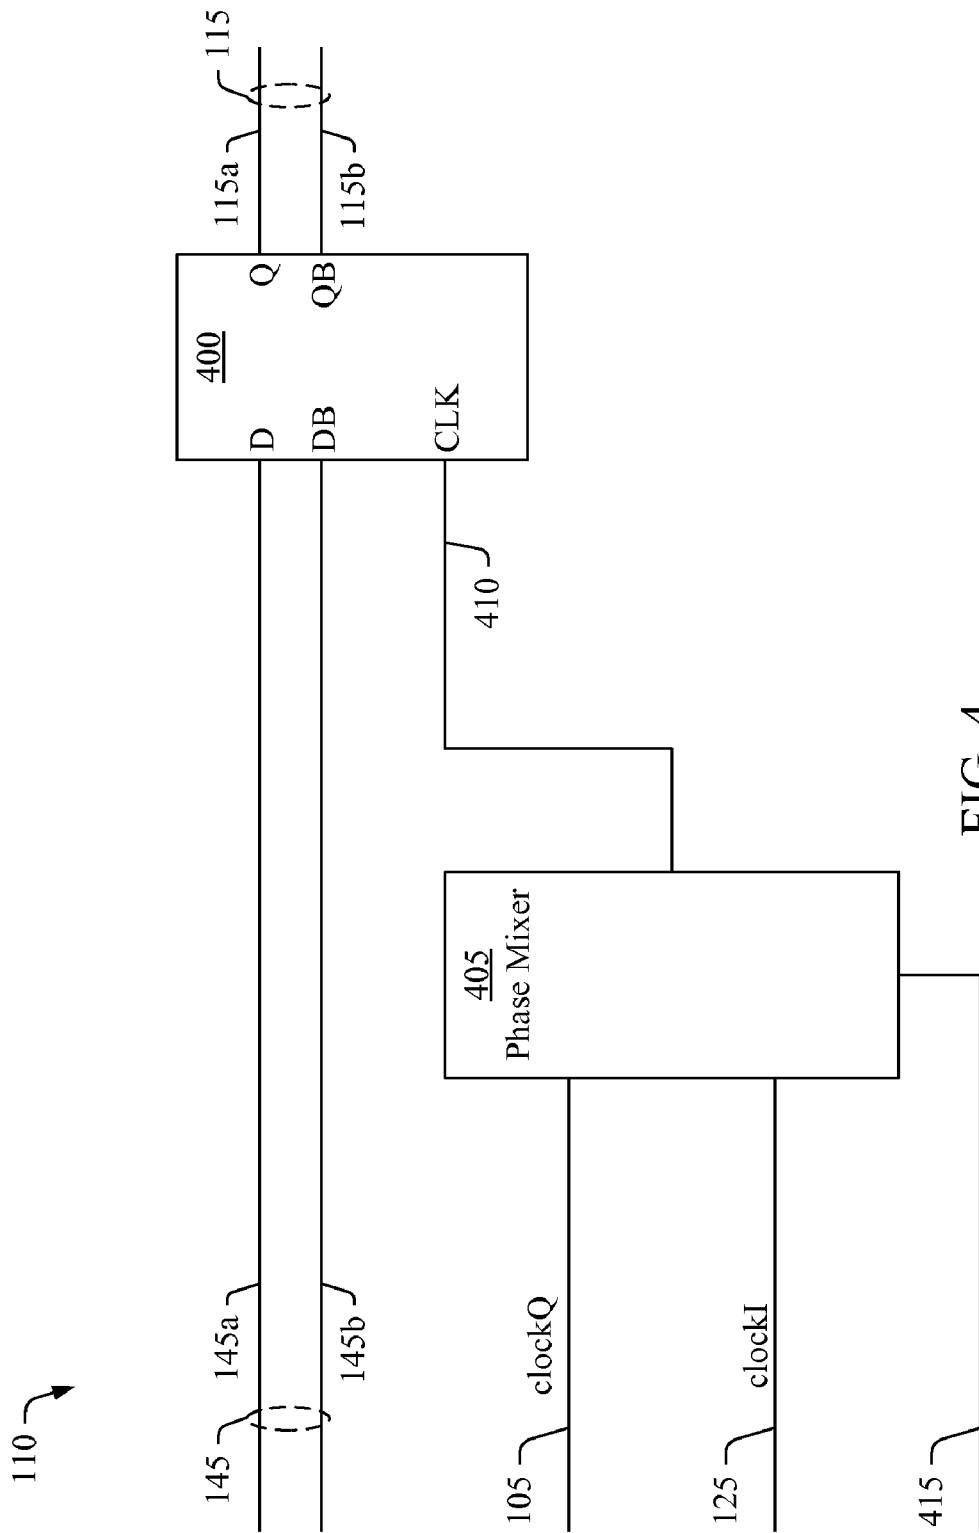 110
145
145a
145b
D
DB
CLK
400
Q
QB
115a
115b
115
410
105
clockQ
125
clockI
405
Phase Mixer
415
FIG. 4